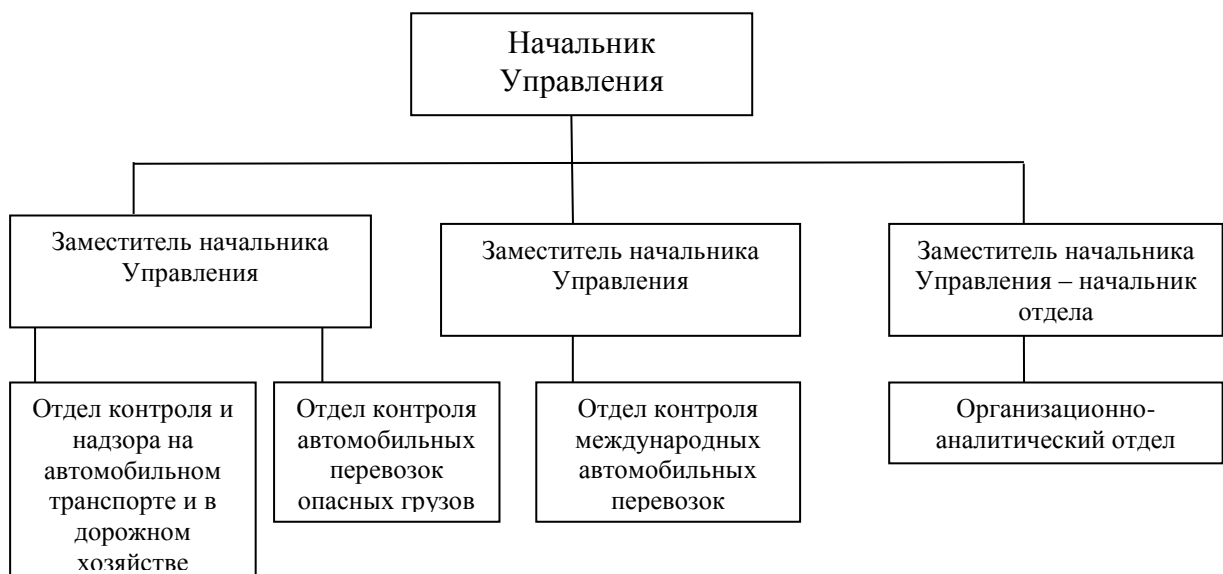 Начальник
Управления
Заместитель начальника
Управления
Заместитель начальника
Управления
Заместитель начальника
Управления – начальник
отдела
Отдел контроля и
надзора на
автомобильном
транспорте и в
дорожном
хозяйстве
Отдел контроля
автомобильных
перевозок
опасных грузов
Отдел контроля
международных
автомобильных
перевозок
Организационно-
аналитический отдел